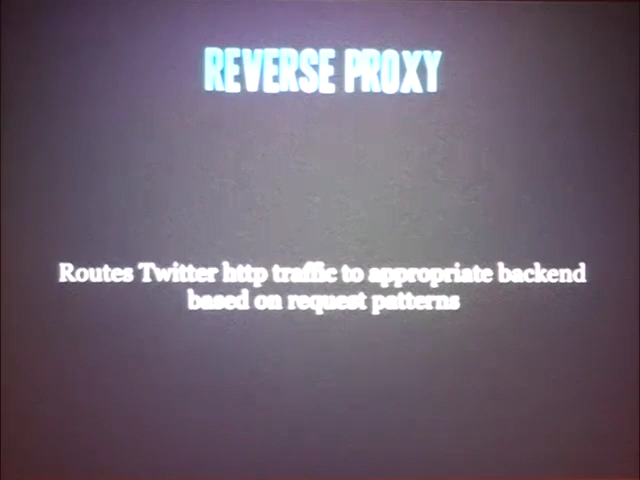 REVERSE PROXY
Routes Twitter http traffic to appropriate backend
based on request patterns